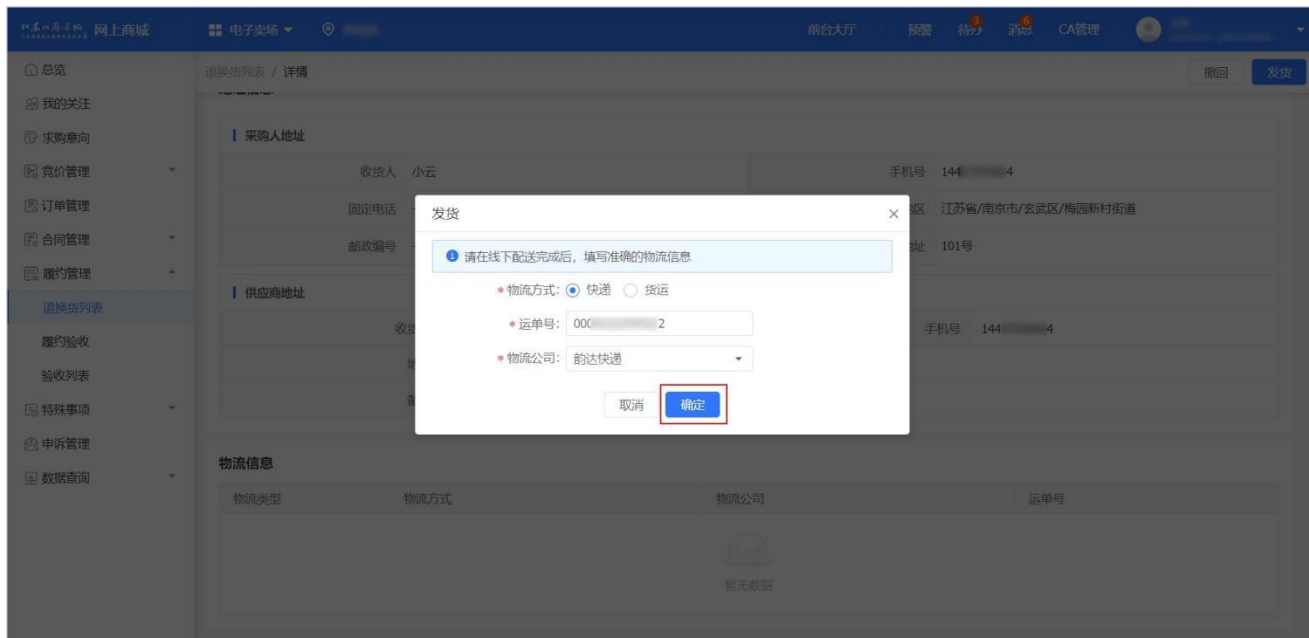 网上商城 电子卖场 前台大厅 预警 待办 3 消息 6 CA管理
总览
我的关注
求购意向
竞价管理
订单管理
合同管理
履约管理
退换货列表
履约验收
验收列表
特殊事项
申诉管理
数据查询
退换货列表 / 详情 撤回 发货
采购人地址
收货人 小云 手机号 144 4
固定电话 - 江苏省/南京市/玄武区/梅园新村街道
邮政编号 - 101号
供应商地址
手机号 144 4
发货
请在线下配送完成后，填写准确的物流信息
*物流方式： 快递 货运
*运单号： 000 2
*物流公司： 韵达快递
取消 确定
物流信息
物流类型 物流方式 物流公司 运单号
暂无数据